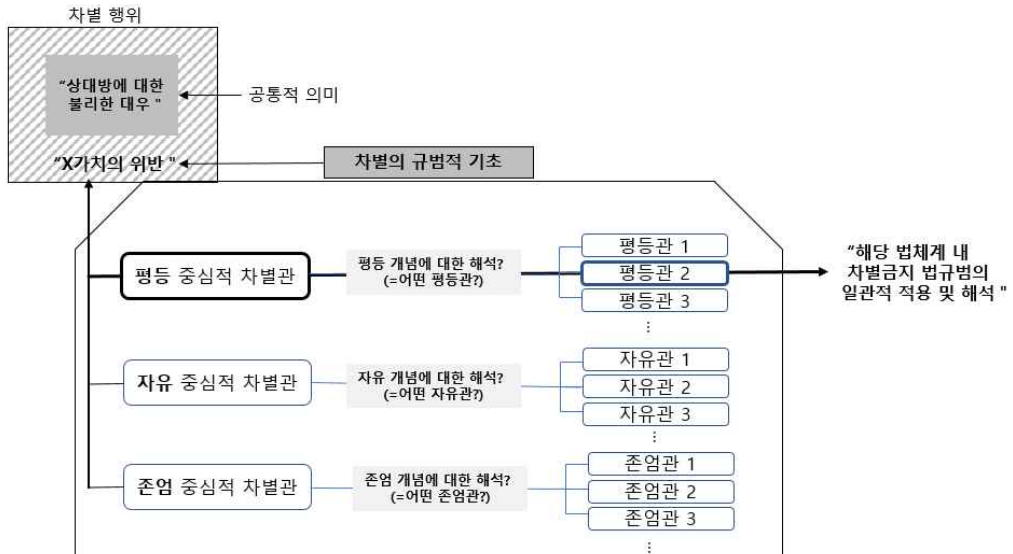 차별 행위
“상대방에 대한
불리한 대우 "
공통적 의미
“X가치의 위반 "
차별의 규범적 기초
평등 중심적 차별관
평등 개념에 대한 해석?
(=어떤 평등관?)
평등관 1
평등관 2
평등관 3
⋮
“해당 법체계 내
차별금지 법규범의
일관적 적용 및 해석 "
자유 중심적 차별관
자유 개념에 대한 해석?
(=어떤 자유관?)
자유관 1
자유관 2
자유관 3
⋮
존엄 중심적 차별관
존엄 개념에 대한 해석?
(=어떤 존엄관?)
존엄관 1
존엄관 2
존엄관 3
⋮